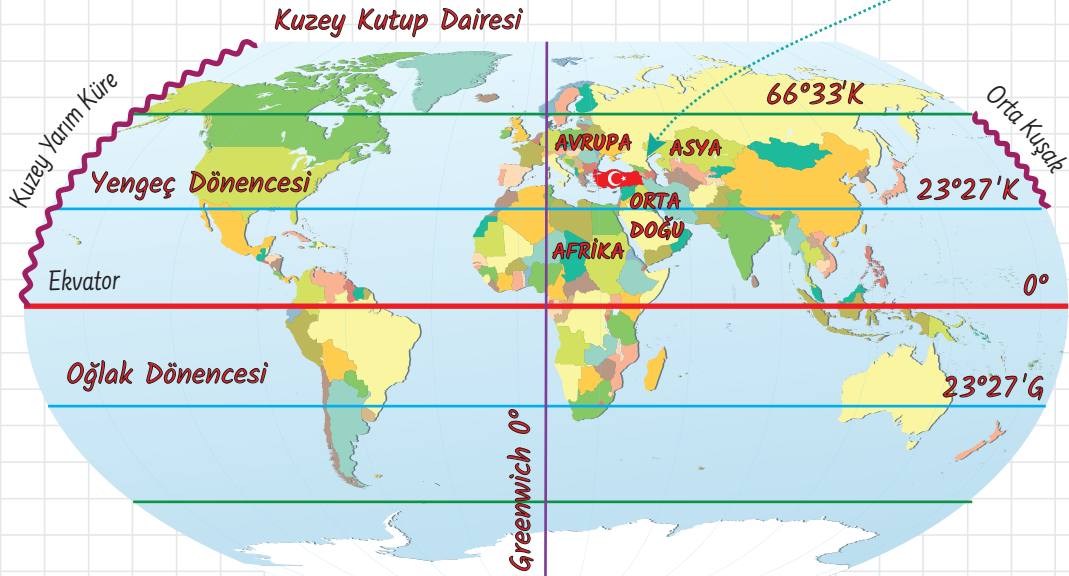 Kuzey Kutup Dairesi
Kuzey Yarım Küre
66°33'K
Orta Kuşak
AVRUPA
ASYA
Yengeç Dönencesi
23°27'K
ORTA
DOĞU
AFRİKA
Ekvator
0°
Oğlak Dönencesi
23°27'G
Greenwich 0°